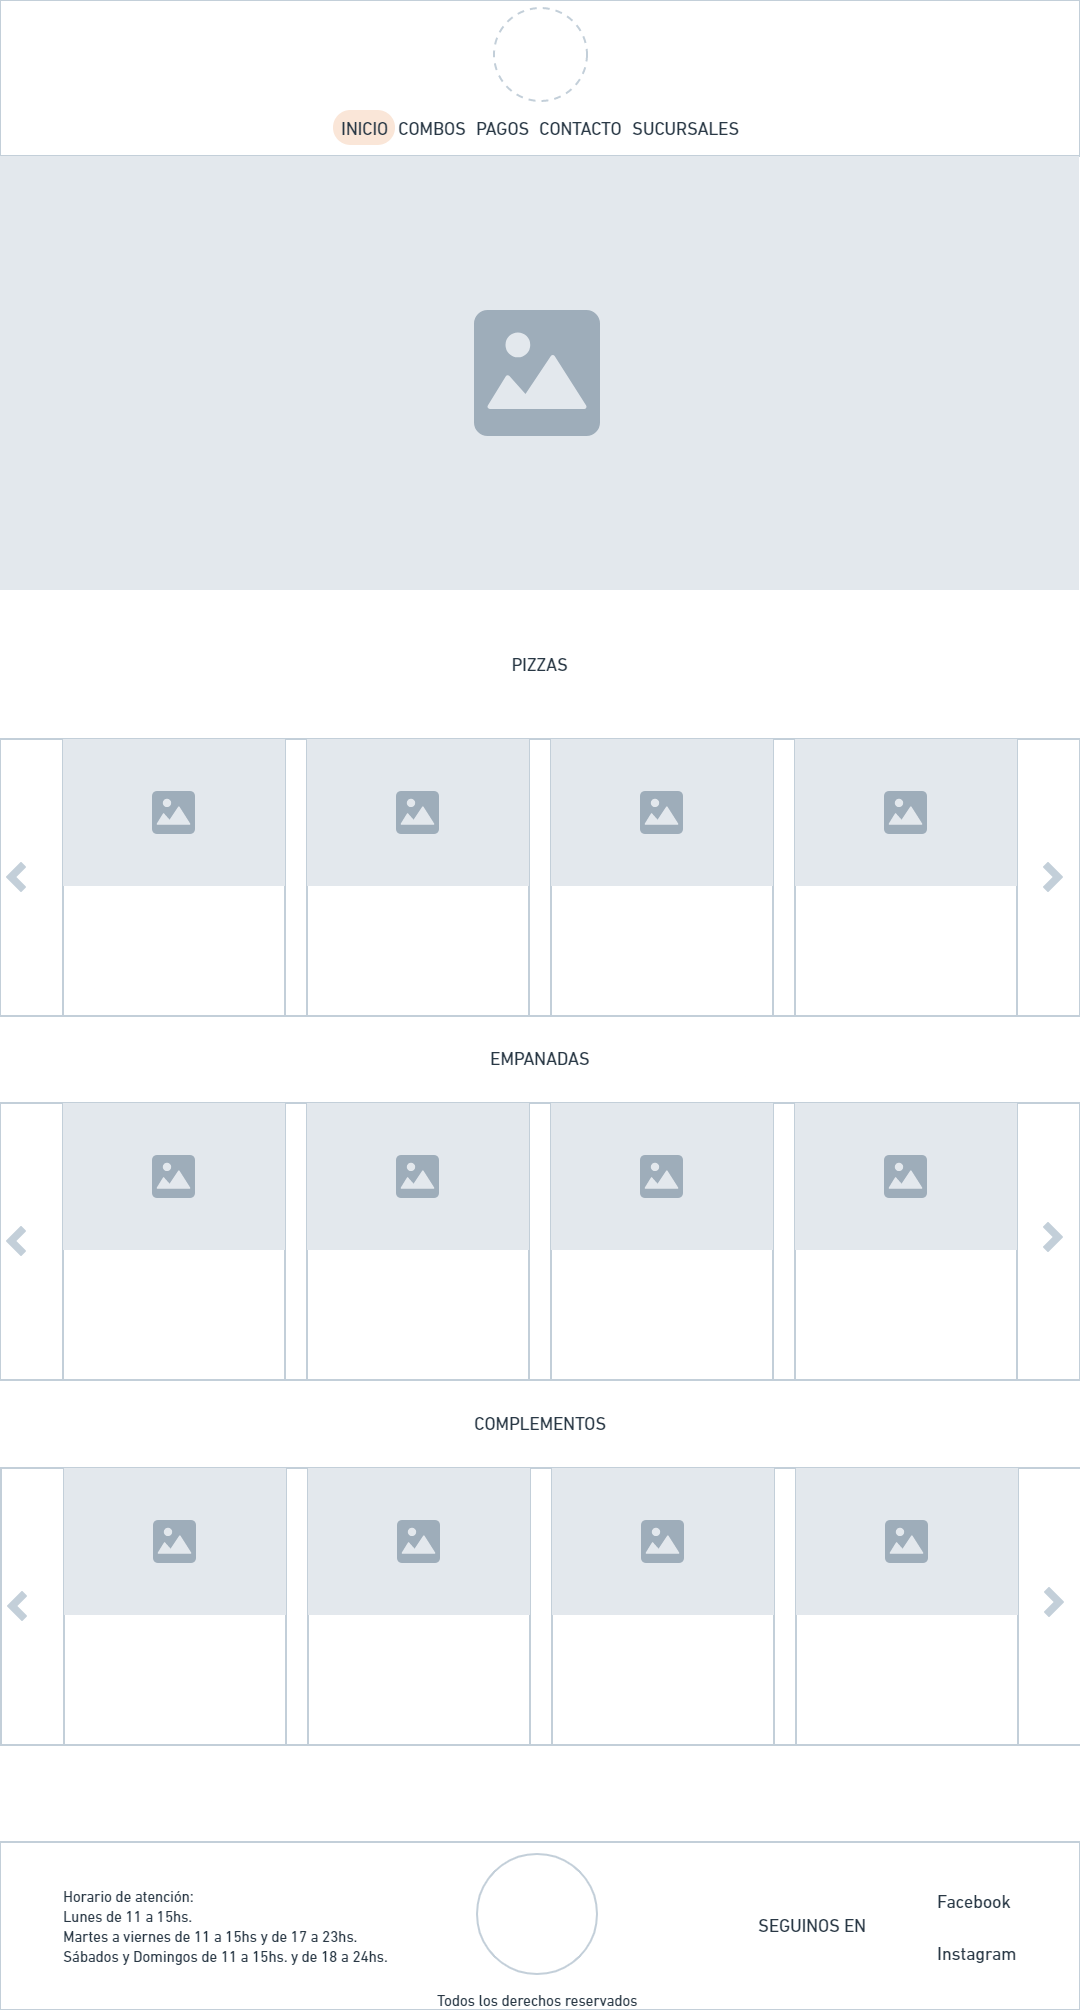 INICIO COMBOS PAGOS CONTACTO SUCURSALES
PIZZAS
EMPANADAS
COMPLEMENTOS
Horario de atención:
Lunes de 11 a 15hs.
Martes a viernes de 11 a 15hs y de 17 a 23hs.
Sábados y Domingos de 11 a 15hs. y de 18 a 24hs.
Todos los derechos reservados
SEGUINOS EN
Facebook
Instagram